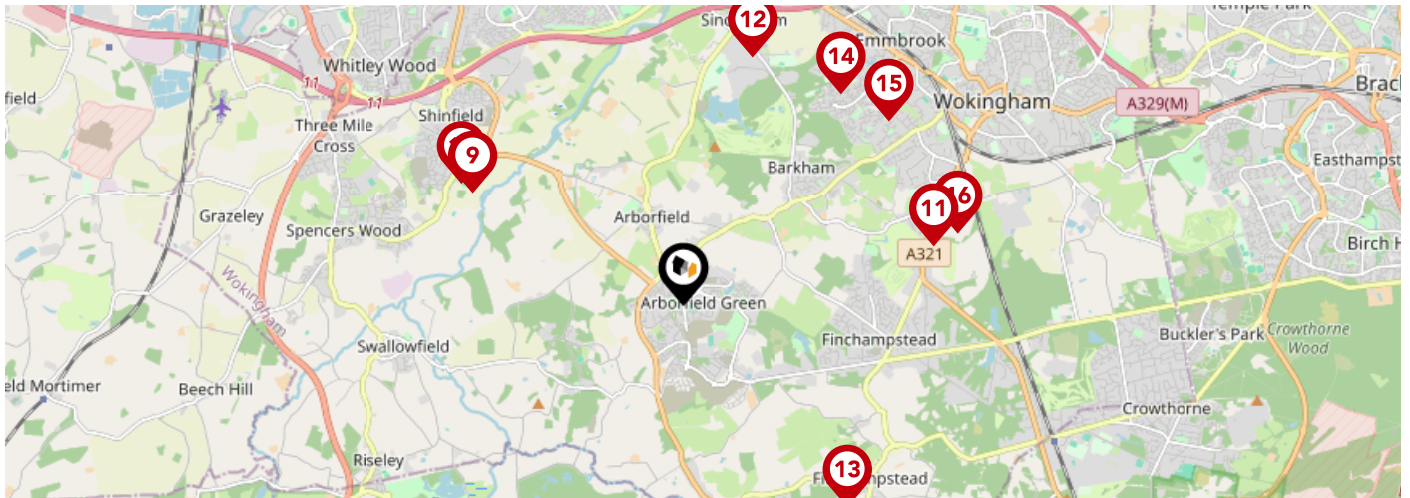 12
Temple Park
14
Emmbrook
Whitley Wood
15
11
11
Wokingham
A329(M)
field
Shinfield
Three Mile
Cross
9
Barkham
Easthampst
16
11
Grazeley
Arborfield
Spencers Wood
A321
Birch H
Wokingham
Arborfield Green
Buckler's Park
Crowthorne
Wood
Finchampstead
Swallowfield
eld Mortimer
Beech Hill
Crowthorne
Riseley
13